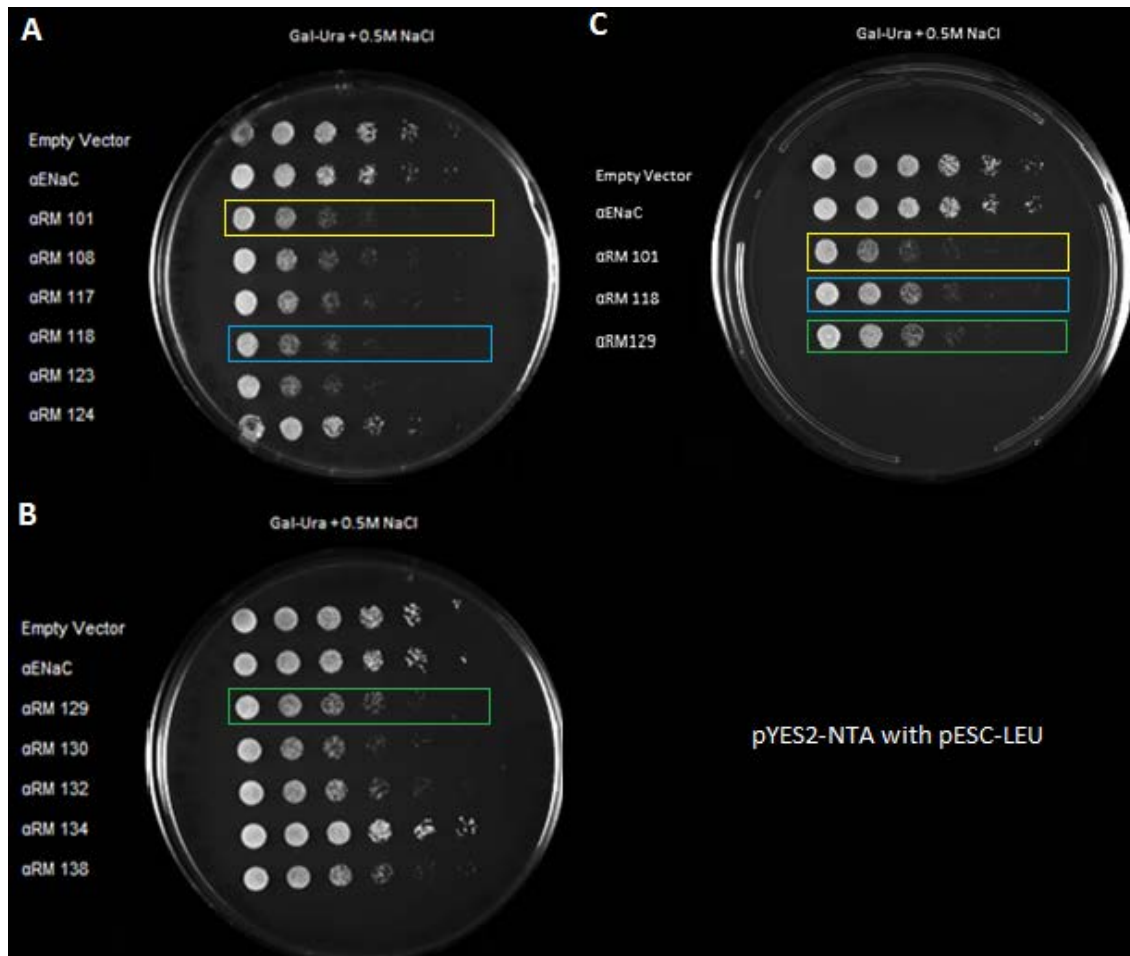 A
Gal-Ura + 0.5M NaCl
Empty Vector
αENaC
αRM 101
αRM 108
αRM 117
αRM 118
αRM 123
αRM 124
C
Gal-Ura + 0.5M NaCl
Empty Vector
αENaC
αRM 101
αRM 118
αRM129
B
Gal-Ura + 0.5M NaCl
Empty Vector
αENaC
αRM 129
αRM 130
αRM 132
αRM 134
αRM 138
pYES2-NTA with pESC-LEU